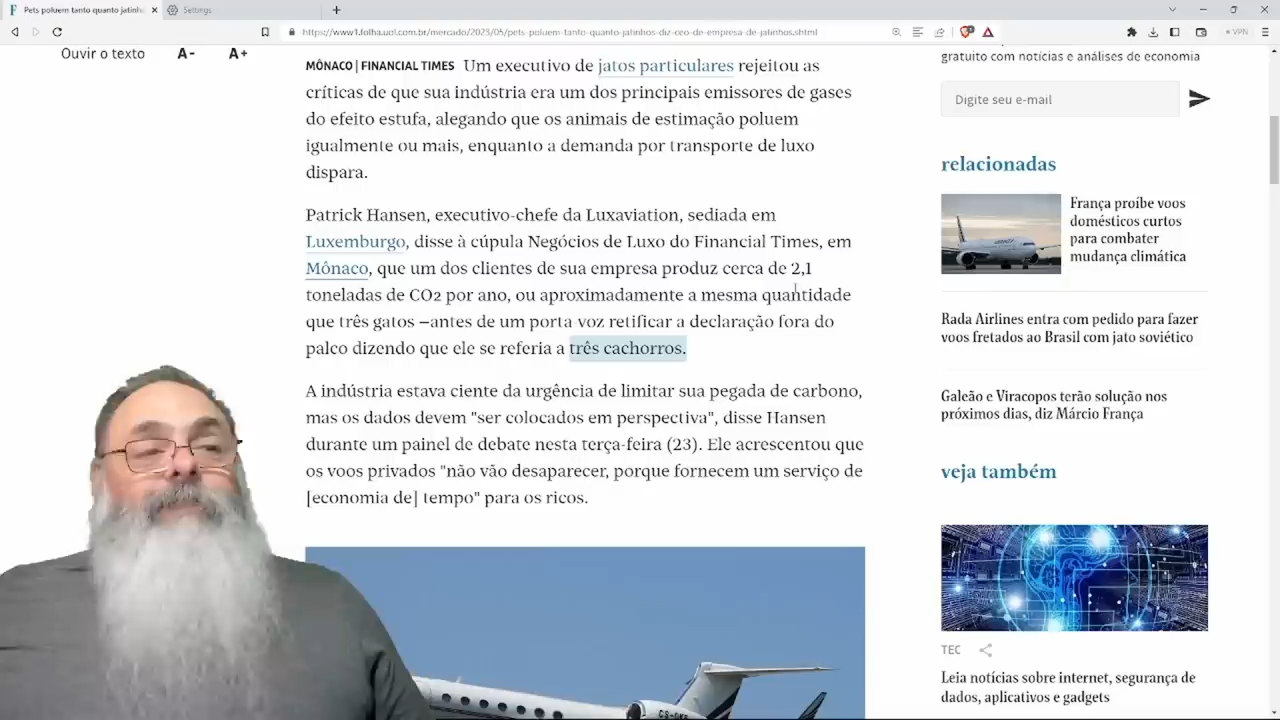 Pets poluem tanto quanto jatinh
Settings
https://www1.folha.uol.com.br/mercado/2023/05/pets-poluem-tanto-quanto-jatinhos-diz-ceo-de-empresa-de-jatinhos.shtml
VPN
Ouvir o texto A- A+
MÔNACO | FINANCIAL TIMES Um executivo de jatos particulares rejeitou as
críticas de que sua indústria era um dos principais emissores de gases
do efeito estufa, alegando que os animais de estimação poluem
igualmente ou mais, enquanto a demanda por transporte de luxo
dispara.
Patrick Hansen, executivo-chefe da Luxaviation, sediada em
Luxemburgo, disse à cúpula Negócios de Luxo do Financial Times, em
Mônaco, que um dos clientes de sua empresa produz cerca de 2,1
toneladas de CO2 por ano, ou aproximadamente a mesma quantidade
que três gatos —antes de um porta voz retificar a declaração fora do
palco dizendo que ele se referia a três cachorros.
A indústria estava ciente da urgência de limitar sua pegada de carbono,
mas os dados devem "ser colocados em perspectiva", disse Hansen
durante um painel de debate nesta terça-feira (23). Ele acrescentou que
os voos privados "não vão desaparecer, porque fornecem um serviço de
[economia de] tempo" para os ricos.
gratuito com notícias e análises de economia
Digite seu e-mail
relacionadas
França proíbe voos
domésticos curtos
para combater
mudança climática
Rada Airlines entra com pedido para fazer
voos fretados ao Brasil com jato soviético
Galeão e Viracopos terão solução nos
próximos dias, diz Márcio França
veja também
TEC
Leia notícias sobre internet, segurança de
dados, aplicativos e gadgets